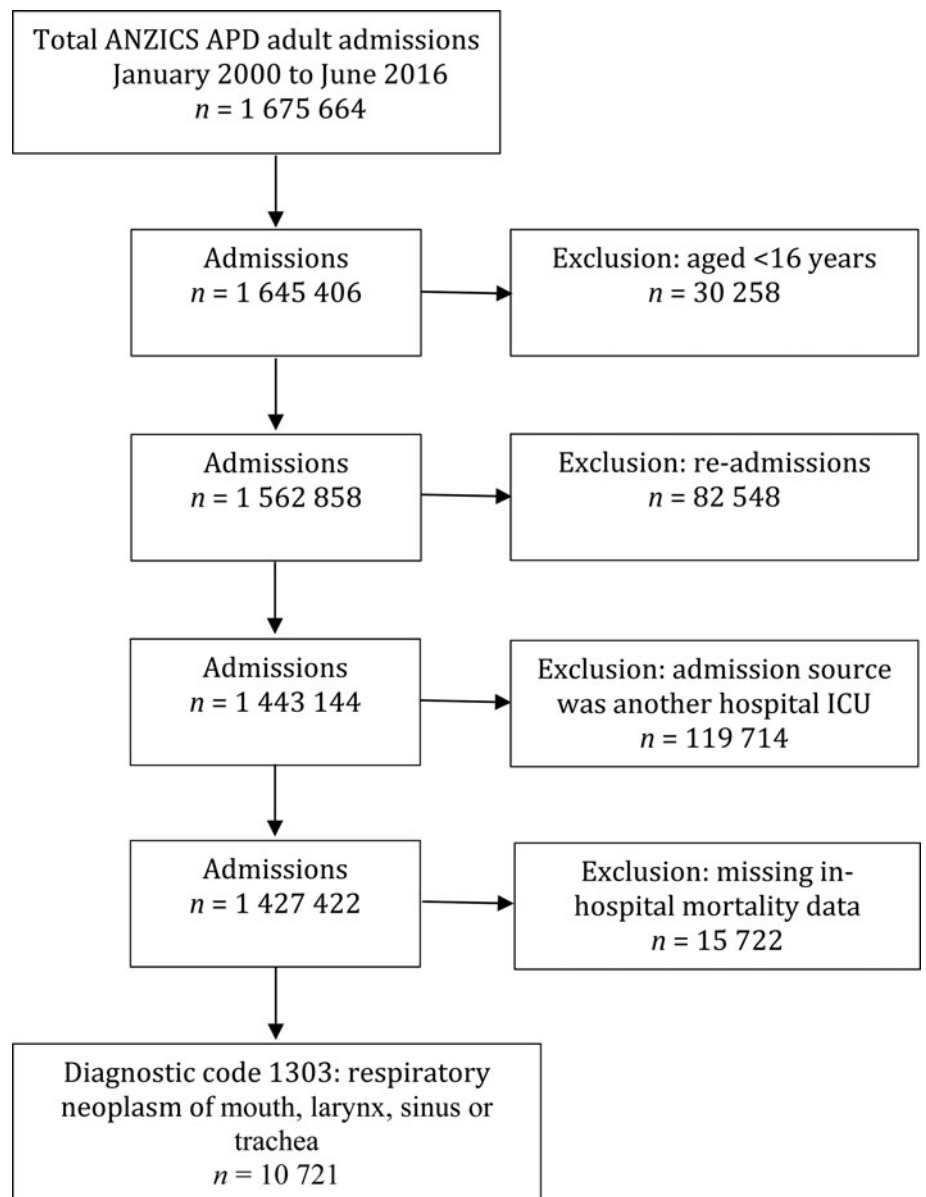 Total ANZICS APD adult admissions
January 2000 to June 2016
n = 1 675 664
Admissions
n = 1 645 406
Exclusion: aged <16 years
n = 30 258
Admissions
n = 1 562 858
Exclusion: re-admissions
n = 82 548
Admissions
n = 1 443 144
Exclusion: admission source
was another hospital ICU
n = 119 714
Admissions
n = 1 427 422
Exclusion: missing in-
hospital mortality data
n = 15 722
Diagnostic code 1303: respiratory
neoplasm of mouth, larynx, sinus or
trachea
n = 10 721